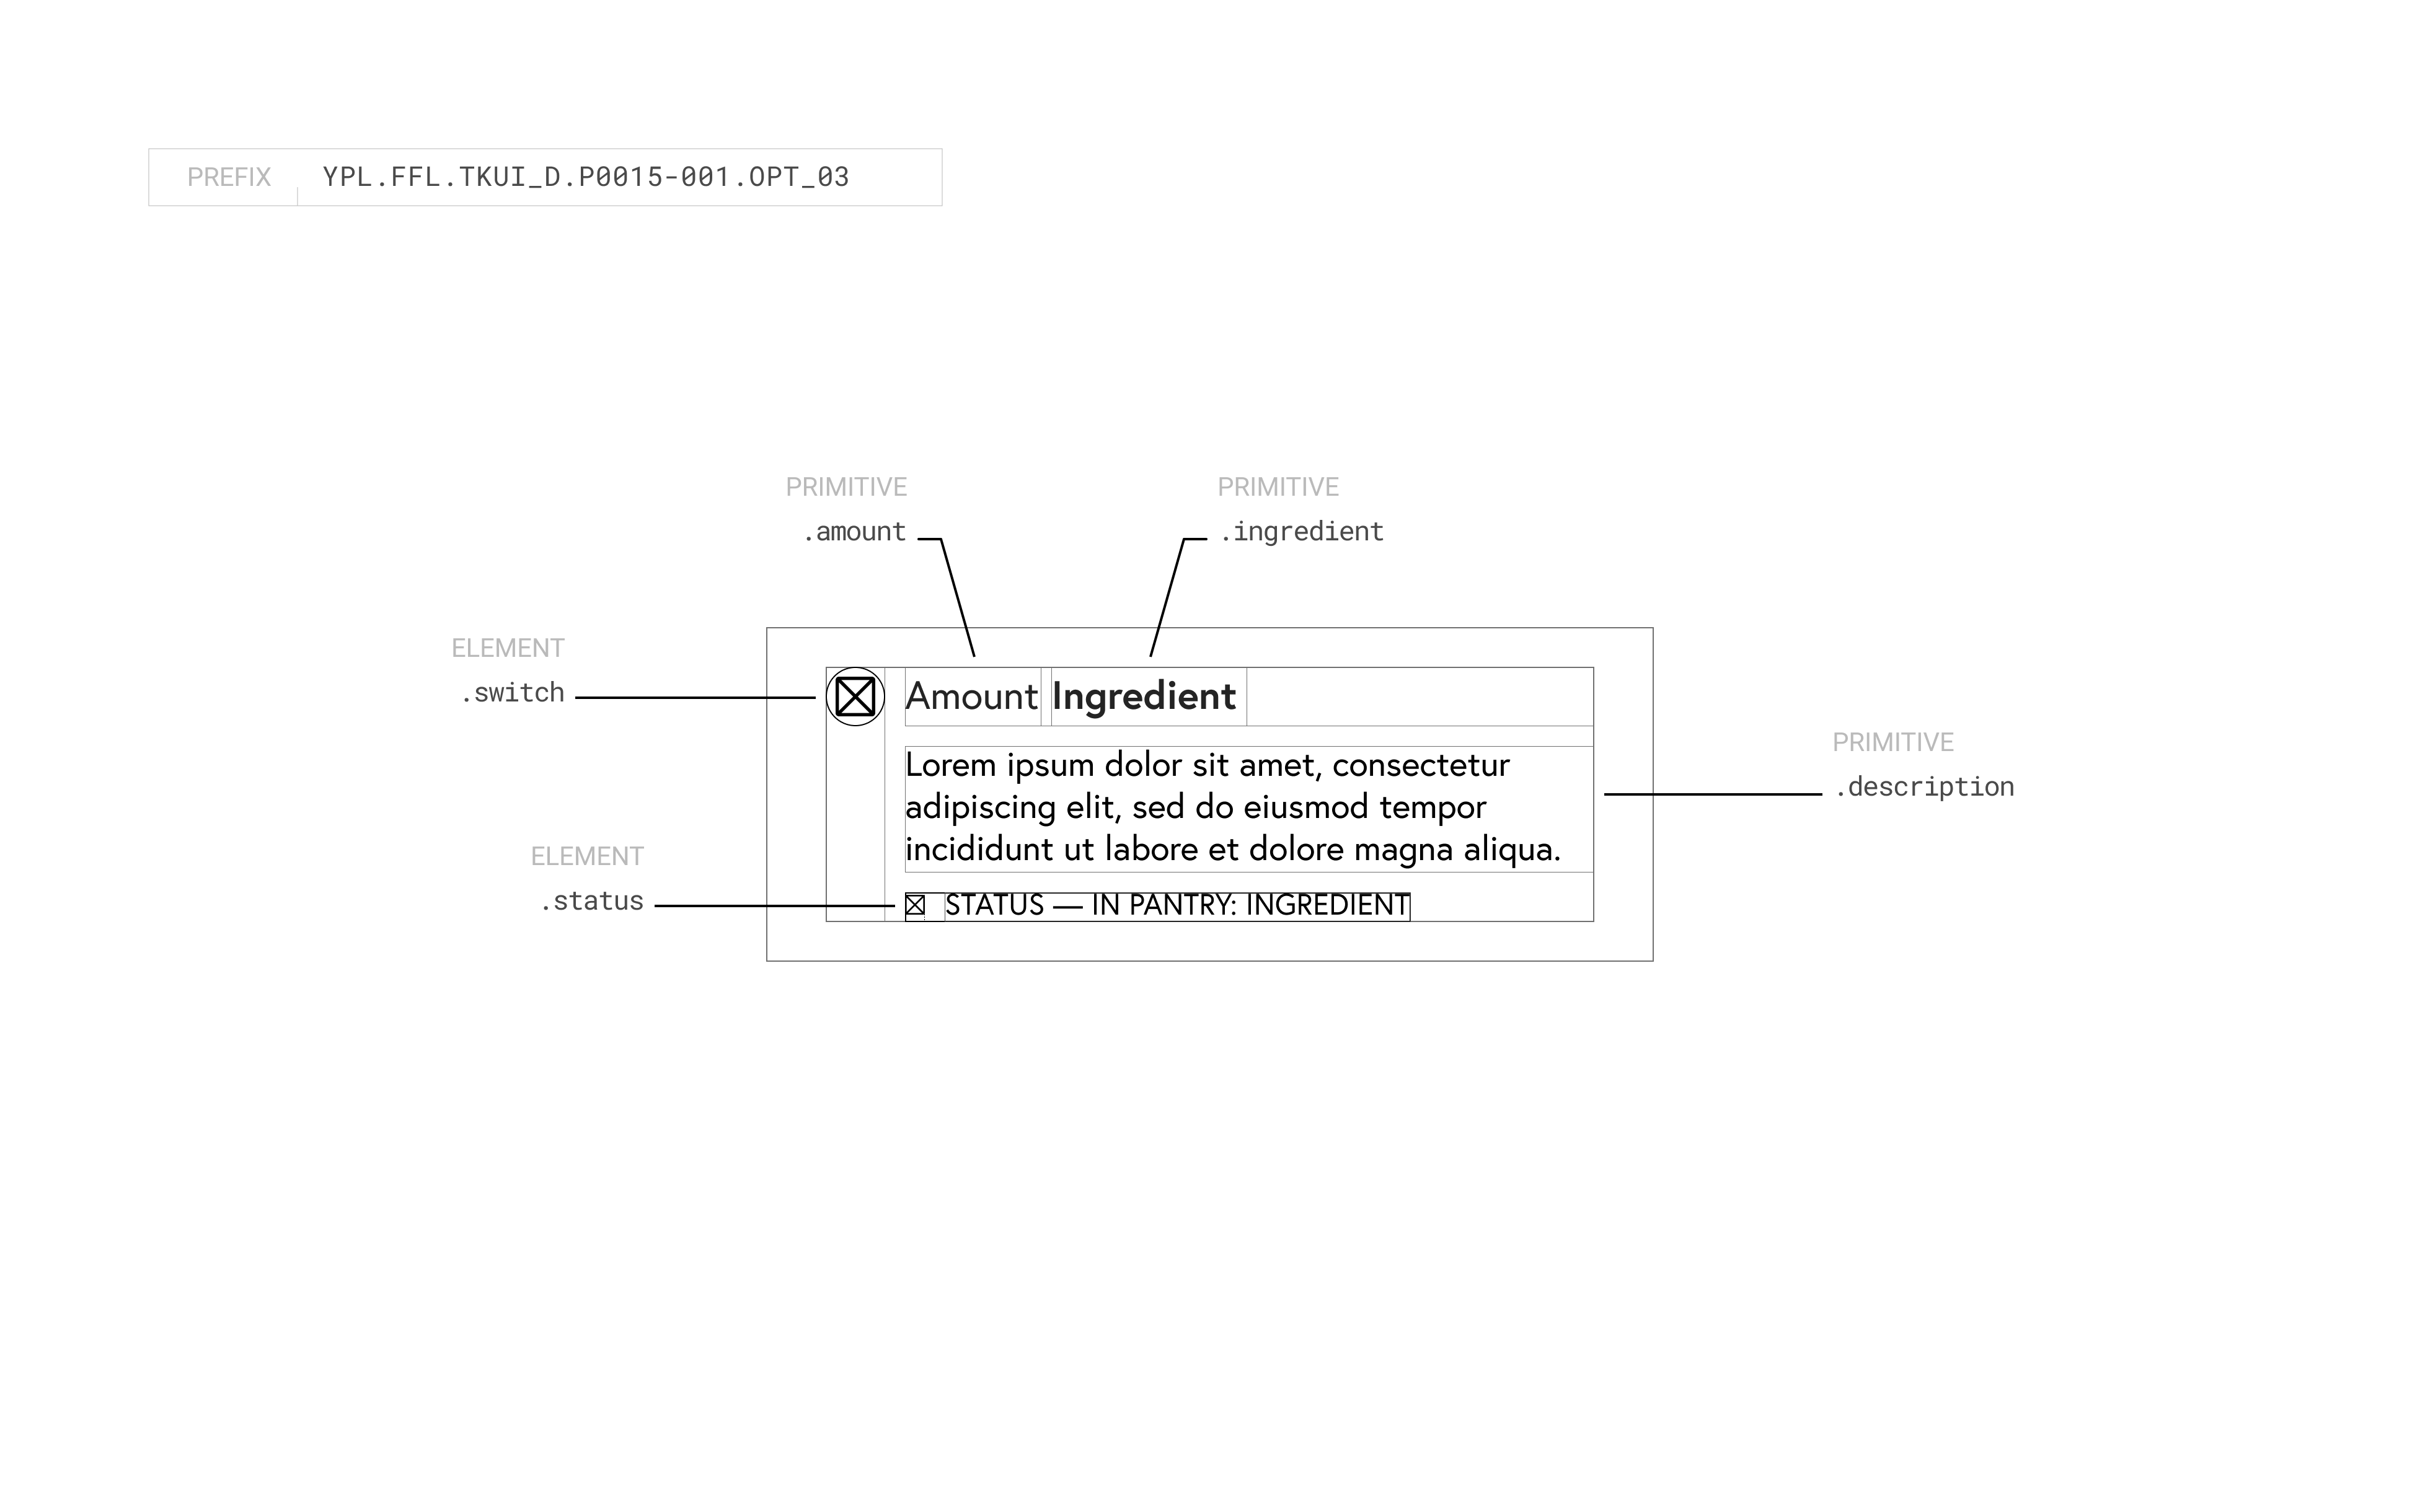 PREFIX YPL.FFL.TKUI_D.P0015-001.OPT_03
PRIMITIVE
.amount
PRIMITIVE
.ingredient
ELEMENT
.switch
Amount Ingredient
Lorem ipsum dolor sit amet, consectetur
adipiscing elit, sed do eiusmod tempor
incididunt ut labore et dolore magna aliqua.
PRIMITIVE
.description
ELEMENT
.status
STATUS — IN PANTRY: INGREDIENT